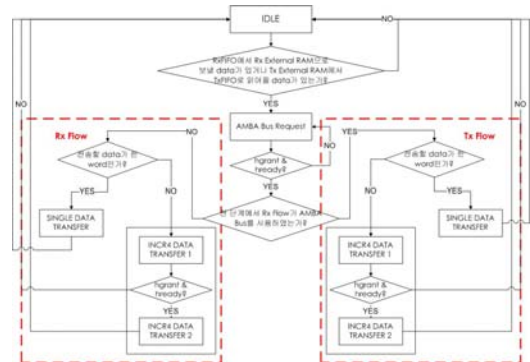 IDLE
NO
RxFIFO에서 Rx External RAM으로
보낼 data가 있거나 Tx External RAM에서
TxFIFO로 읽어올 data가 있는가?
NO
NO
YES
Rx Flow
NO
AMBA Bus Request
YES
Tx Flow
NO
전송할 data가 한
word인가?
hgrant &
hready?
전송할 data가 한
word인가?
YES
NO
YES
NO
YES
SINGLE DATA
TRANSFER
전 단계에서 Rx Flow가 AMBA
Bus를 사용하였는가?
SINGLE DATA
TRANSFER
INCR4 DATA
TRANSFER 1
INCR4 DATA
TRANSFER 1
hgrant &
hready?
hgrant &
hready?
YES
YES
INCR4 DATA
TRANSFER 2
INCR4 DATA
TRANSFER 2